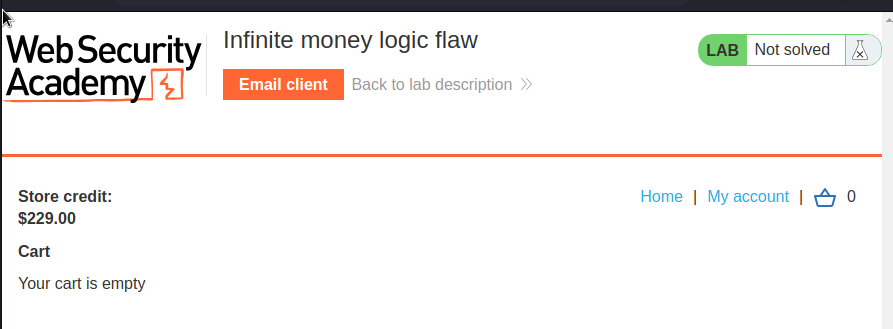 Web Security
Academy
Infinite money logic flaw
Email client
Back to lab description
LAB
Not solved
Store credit:
$229.00
Home | My account | 0
Cart
Your cart is empty